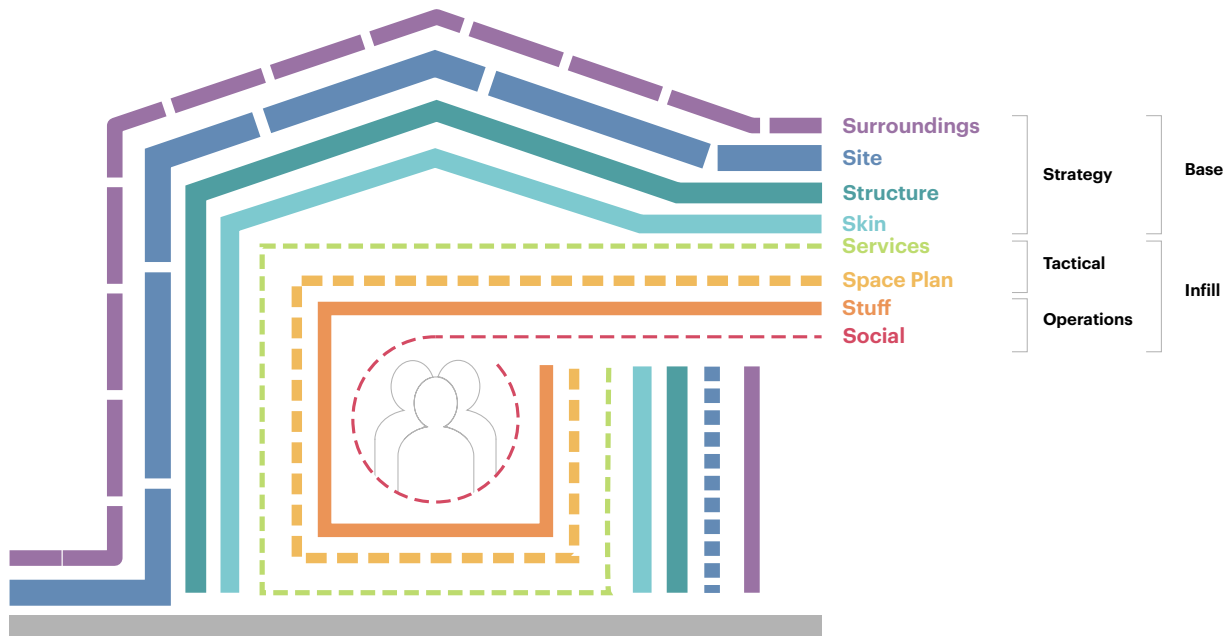 Surroundings
Site
Structure
Skin
Services
Space Plan
Stuff
Social
Strategy
Tactical
Operations
Base
Infill